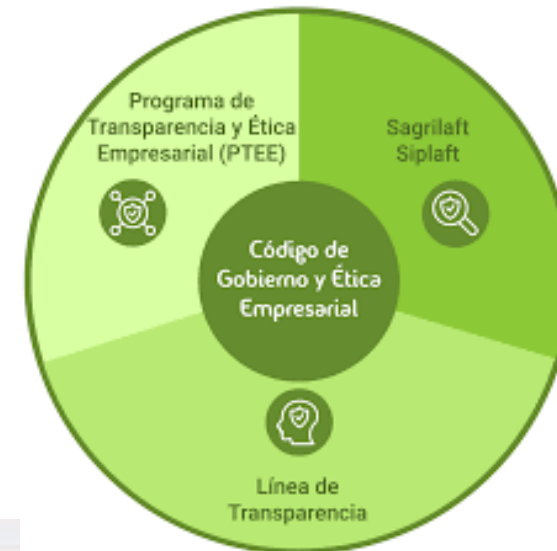 Programa de
Transparencia y Ética
Empresarial (PTEE)
Sagrilaft
Siplaft
Código de
Gobierno y Ética
Empresarial
Línea de
Transparencia